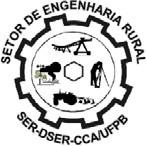 SETOR DE ENGENHARIA RURAL
SER-DSER-CCA/UFPB